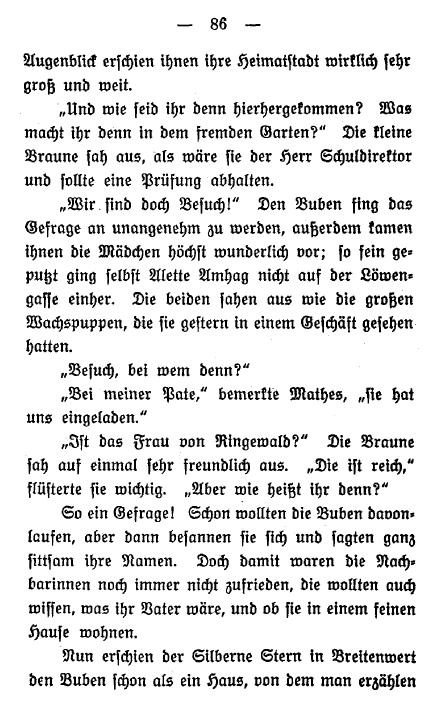 — 86 —
Augenblick erschien ihnen ihre Heimatstadt wirklich sehr
groß und weit.
„Und wie seid ihr denn hierhergekommen? Was
macht ihr denn in dem fremden Garten?“ Die kleine
Braune sah aus, als wäre sie der Herr Schuldirektor
und sollte eine Prüfung abhalten.
„Wir sind doch Besuch!“ Den Buben fing das
Gefrage an unangenehm zu werden, außerdem kamen
ihnen die Mädchen höchst wunderlich vor; so fein ge-
putzt ging selbst Alette Amhag nicht auf der Löwen-
gasse einher. Die beiden sahen aus wie die großen
Wachspuppen, die sie gestern in einem Geschäft gesehen
hatten.
„Besuch, bei wem denn?“
„Bei meiner Pate,“ bemerkte Mathes, „sie hat
uns eingeladen.“
„Ist das Frau von Ringewald?“ Die Braune
sah auf einmal sehr freundlich aus. „Die ist reich,“
flüsterte sie wichtig. „Aber wie heißt ihr denn?“
So ein Gefrage! Schon wollten die Buben davon-
laufen, aber dann besannen sie sich und sagten ganz
sittsam ihre Namen. Doch damit waren die Nach-
barinnen noch immer nicht zufrieden, die wollten auch
wissen, was ihr Vater wäre, und ob sie in einem feinen
Hause wohnen.
Nun erschien der Silberne Stern in Breitenwert
den Buben schon als ein Haus, von dem man erzählen